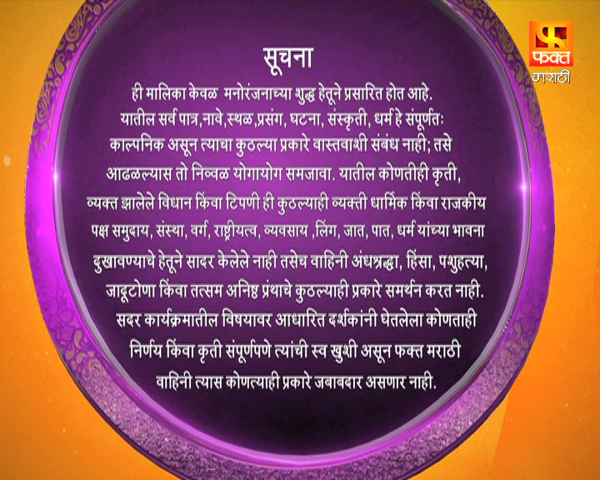 फक्त
मराठी
सूचना
ही मालिका केवळ मनोरंजनाच्या शुद्ध हेतूने प्रसारित होत आहे.
यातील सर्व पात्र,नावे,स्थळ,प्रसंग, घटना, संस्कृती, धर्म हे संपूर्णतः
काल्पनिक असून त्याचा कुठल्या प्रकारे वास्तवाशी संबंध नाही; तसे
आढळल्यास तो निव्वळ योगायोग समजावा. यातील कोणतीही कृती,
व्यक्त झालेले विधान किंवा टिपणी ही कुठल्याही व्यक्ती धार्मिक किंवा राजकीय
पक्ष समुदाय, संस्था, वर्ग, राष्ट्रीयत्व, व्यवसाय ,लिंग, जात, पात, धर्म यांच्या भावना
दुखावण्याचे हेतूने सादर केलेले नाही तसेच वाहिनी अंधश्रद्धा, हिंसा, पशुहत्या,
जादूटोणा किंवा तत्सम अनिष्ट प्रंथाचे कुठल्याही प्रकारे समर्थन करत नाही.
सदर कार्यक्रमातील विषयावर आधारित दर्शकांनी घेतलेला कोणताही
निर्णय किंवा कृती संपूर्णपणे त्यांची स्व खुशी असून फक्त मराठी
वाहिनी त्यास कोणत्याही प्रकारे जबाबदार असणार नाही.